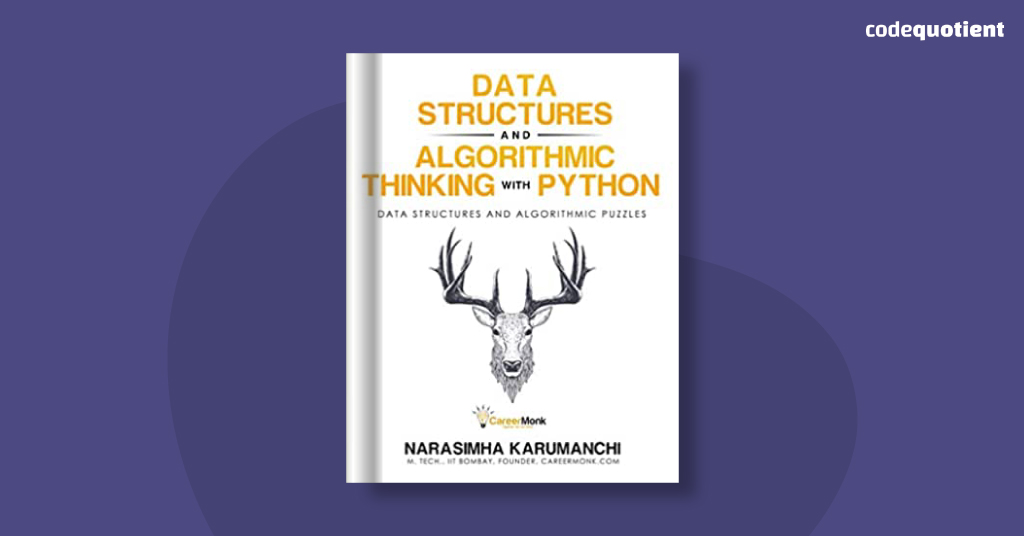 codequotient
DATA
STRUCTURES
AND
ALGORITHMIC
THINKING WITH PYTHON
DATA STRUCTURES AND ALGORITHMIC PUZZLES
CareerMonk
NARASIMHA KARUMANCHI
M. TECH., IIT BOMBAY, FOUNDER, CAREERMONK.COM